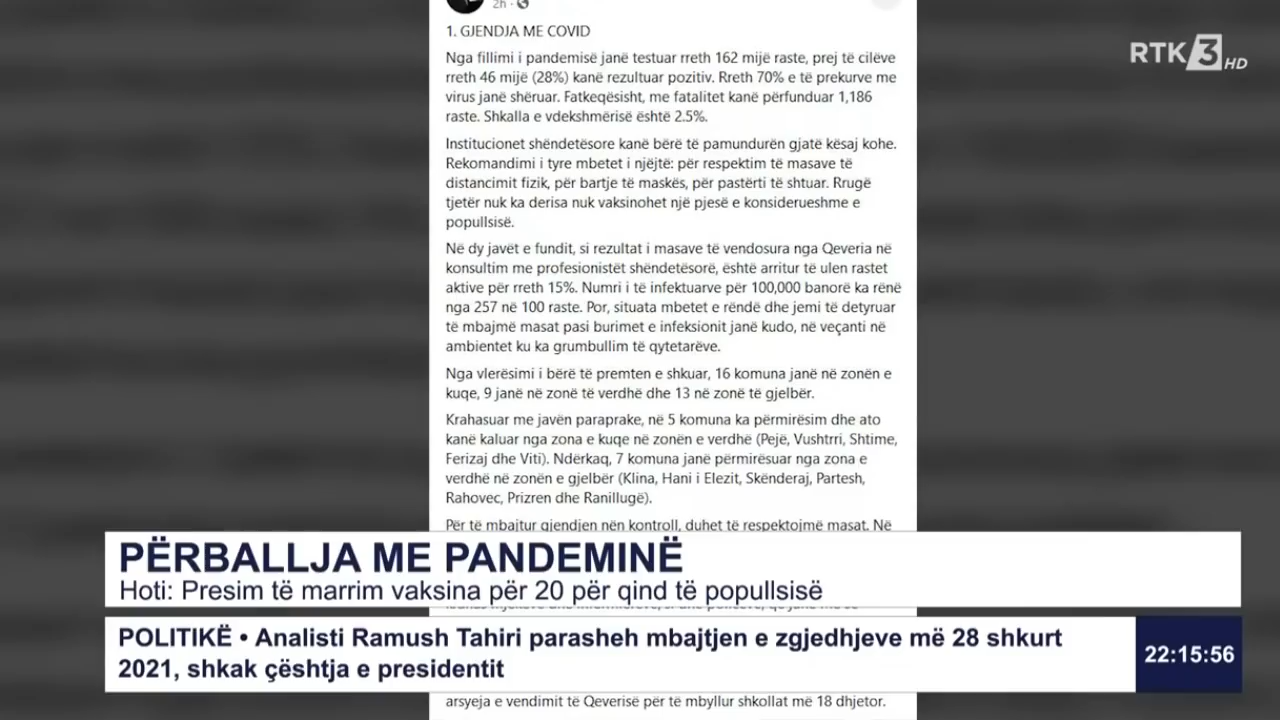 2h
1. GJENDJA ME COVID
Nga fillimi i pandemisë janë testuar rreth 162 mijë raste, prej të cilëve
rreth 46 mijë (28%) kanë rezultuar pozitiv. Rreth 70% e të prekurve me
virus janë shëruar. Fatkeqësisht, me fatalitet kanë përfunduar 1,186
raste. Shkalla e vdekshmërisë është 2.5%.
Institucionet shëndetësore kanë bërë të pamundurën gjatë kësaj kohe.
Rekomandimi i tyre mbetet i njëjtë: për respektim të masave të
distancimit fizik, për bartje të maskës, për pastërti të shtuar. Rrugë
tjetër nuk ka derisa nuk vaksinohet një pjesë e konsiderueshme e
popullsisë.
Në dy javët e fundit, si rezultat i masave të vendosura nga Qeveria në
konsultim me profesionistët shëndetësorë, është arritur të ulen rastet
aktive për rreth 15%. Numri i të infektuarve për 100,000 banorë ka rënë
nga 257 në 100 raste. Por, situata mbetet e rëndë dhe jemi të detyruar
të mbajmë masat pasi burimet e infeksionit janë kudo, në veçanti në
ambientet ku ka grumbullim të qytetarëve.
Nga vlerësimi i bërë të premten e shkuar, 16 komuna janë në zonën e
kuqe, 9 janë në zonë të verdhë dhe 13 në zonë të gjelbër.
Krahasuar me javën paraprake, në 5 komuna ka përmirësim dhe ato
kanë kaluar nga zona e kuqe në zonën e verdhë (Pejë, Vushtrri, Shtime,
Ferizaj dhe Viti). Ndërkaq, 7 komuna janë përmirësuar nga zona e
verdhë në zonën e gjelbër (Klina, Hani i Elezit, Skënderaj, Partesh,
Rahovec, Prizren dhe Ranillugë).
Për të mbajtur gjendjen nën kontroll, duhet të respektojmë masat. Në
arsyeja e vendimit të Qeverisë për të mbyllur shkollat më 18 dhjetor.
RTK 3 HD
PËRBALLJA ME PANDEMINË
Hoti: Presim të marrim vaksina për 20 për qind të popullsisë
POLITIKË • Analisti Ramush Tahiri parasheh mbajtjen e zgjedhjeve më 28 shkurt
2021, shkak çështja e presidentit
22:15:56